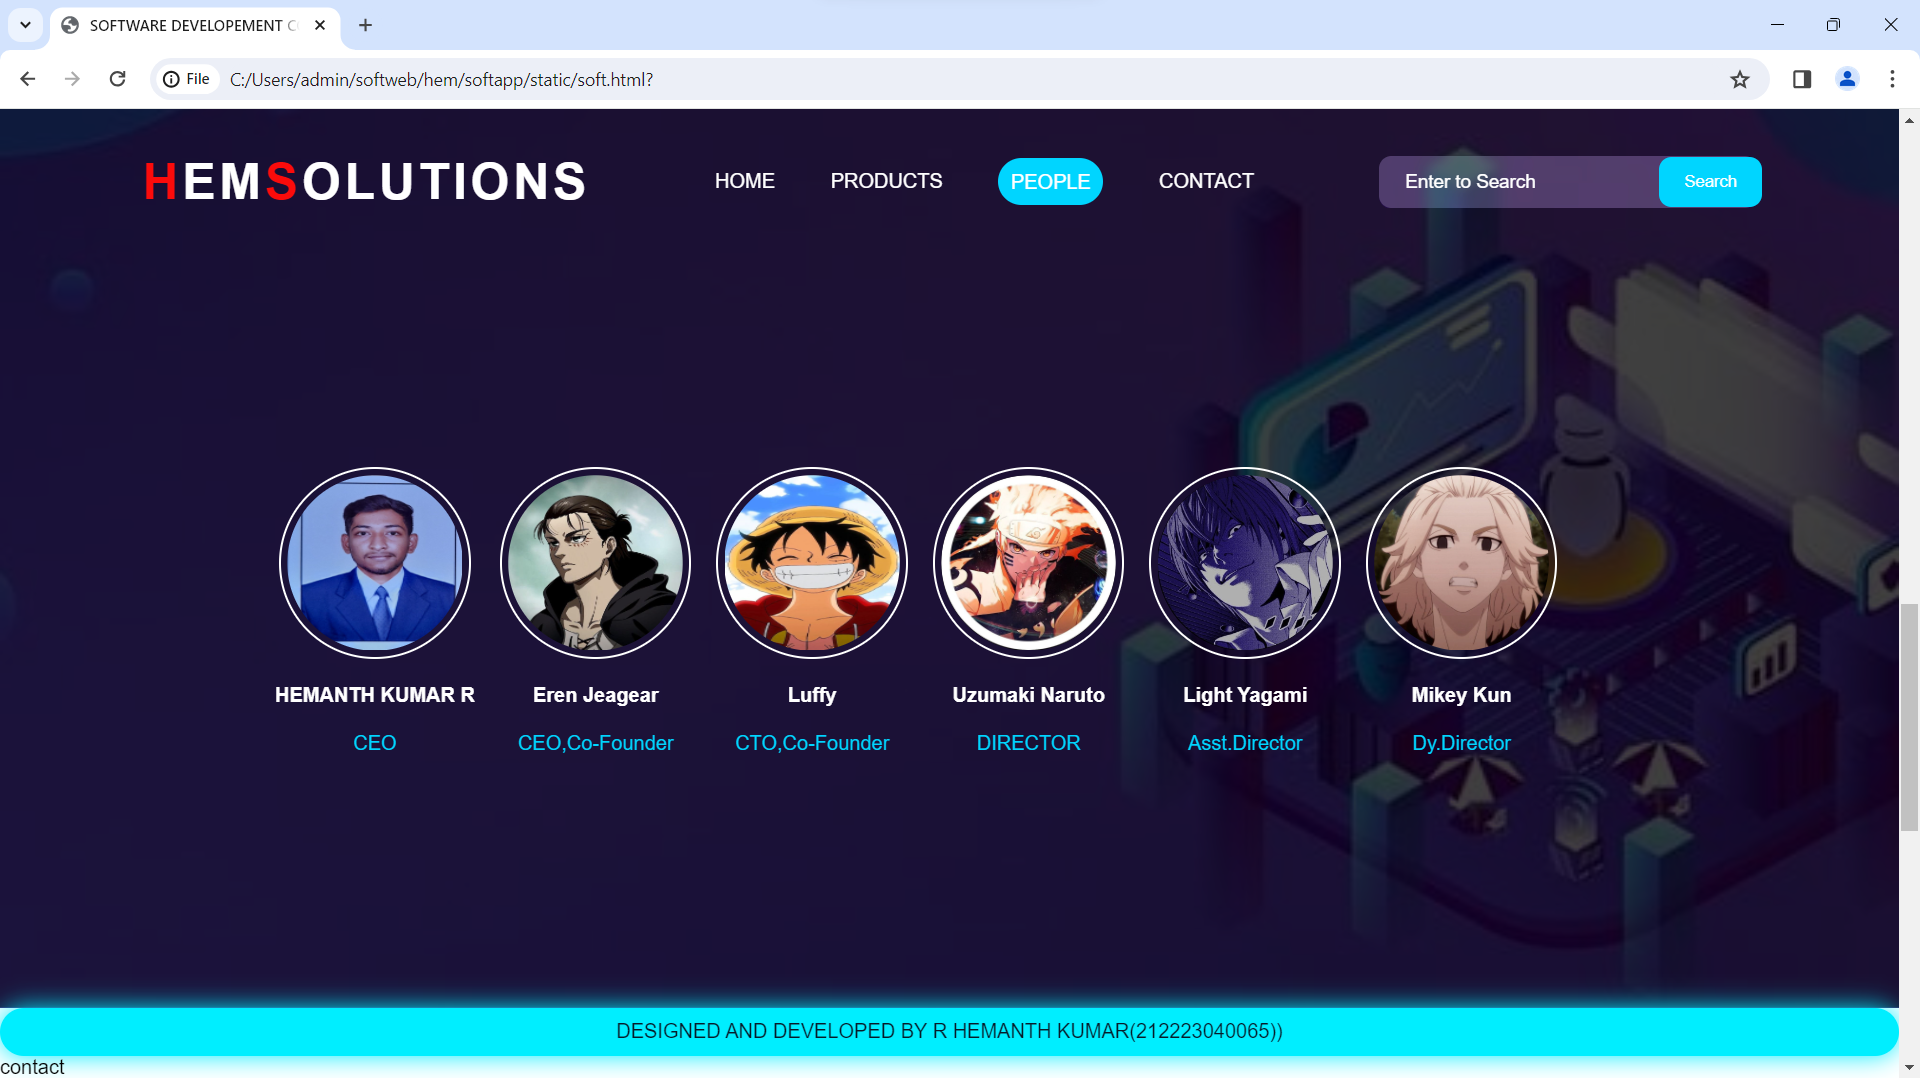 SOFTWARE DEVELOPEMENT C
File
C:/Users/admin/softweb/hem/softapp/static/soft.html?
HEMSOLUTIONS
HOME PRODUCTS PEOPLE CONTACT
Enter to Search
Search
HEMANTH KUMAR R
CEO
Eren Jeagear
CEO,Co-Founder
Luffy
CTO,Co-Founder
Uzumaki Naruto
DIRECTOR
Light Yagami
Asst.Director
Mikey Kun
Dy.Director
DESIGNED AND DEVELOPED BY R HEMANTH KUMAR(212223040065))
contact